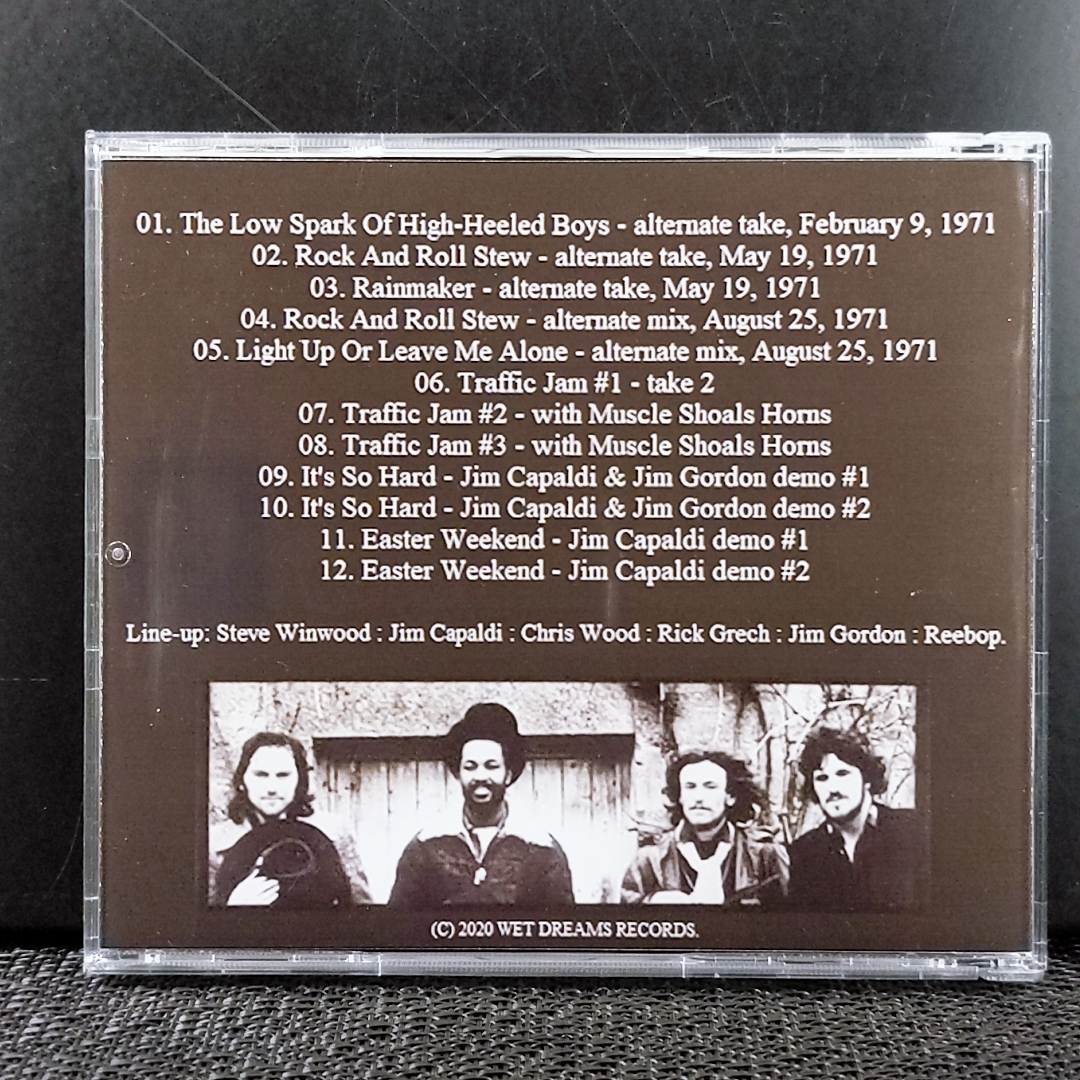 01. The Low Spark Of High-Heeled Boys - alternate take, February 9, 1971
02. Rock And Roll Stew - alternate take, May 19, 1971
03. Rainmaker - alternate take, May 19, 1971
04. Rock And Roll Stew - alternate mix, August 25, 1971
05. Light Up Or Leave Me Alone - alternate mix, August 25, 1971
06. Traffic Jam #1 - take 2
07. Traffic Jam #2 - with Muscle Shoals Horns
08. Traffic Jam #3 - with Muscle Shoals Horns
09. It's So Hard - Jim Capaldi & Jim Gordon demo #1
10. It's So Hard - Jim Capaldi & Jim Gordon demo #2
11. Easter Weekend - Jim Capaldi demo #1
12. Easter Weekend - Jim Capaldi demo #2
Line-up: Steve Winwood : Jim Capaldi : Chris Wood : Rick Grech : Jim Gordon : Reebop.
(C) 2020 WET DREAMS RECORDS.